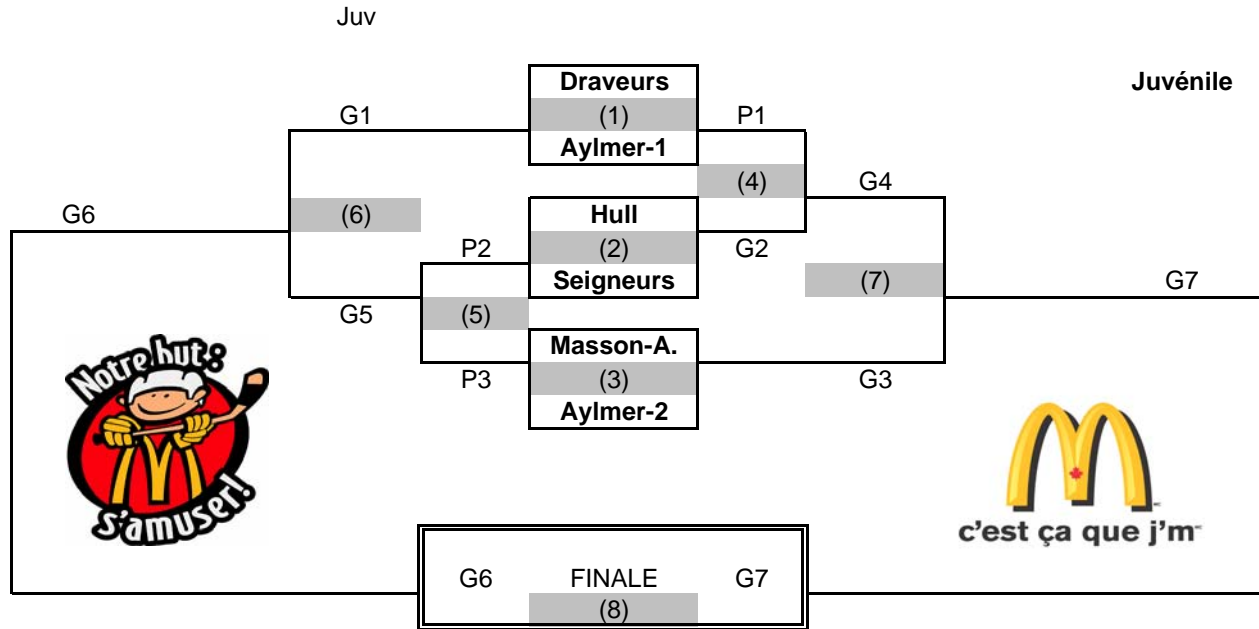 Juv
Draveurs
Juvénile
G1 (1) P1
Aylmer-1
(4) G4
G6 (6) Hull
P2 (2) G2
Seigneurs (7) G7
G5 (5)
Masson-A.
P3 (3) G3
Aylmer-2
Notre but:
s'amuser!
M
c'est ça que j'm
G6 FINALE G7
(8)